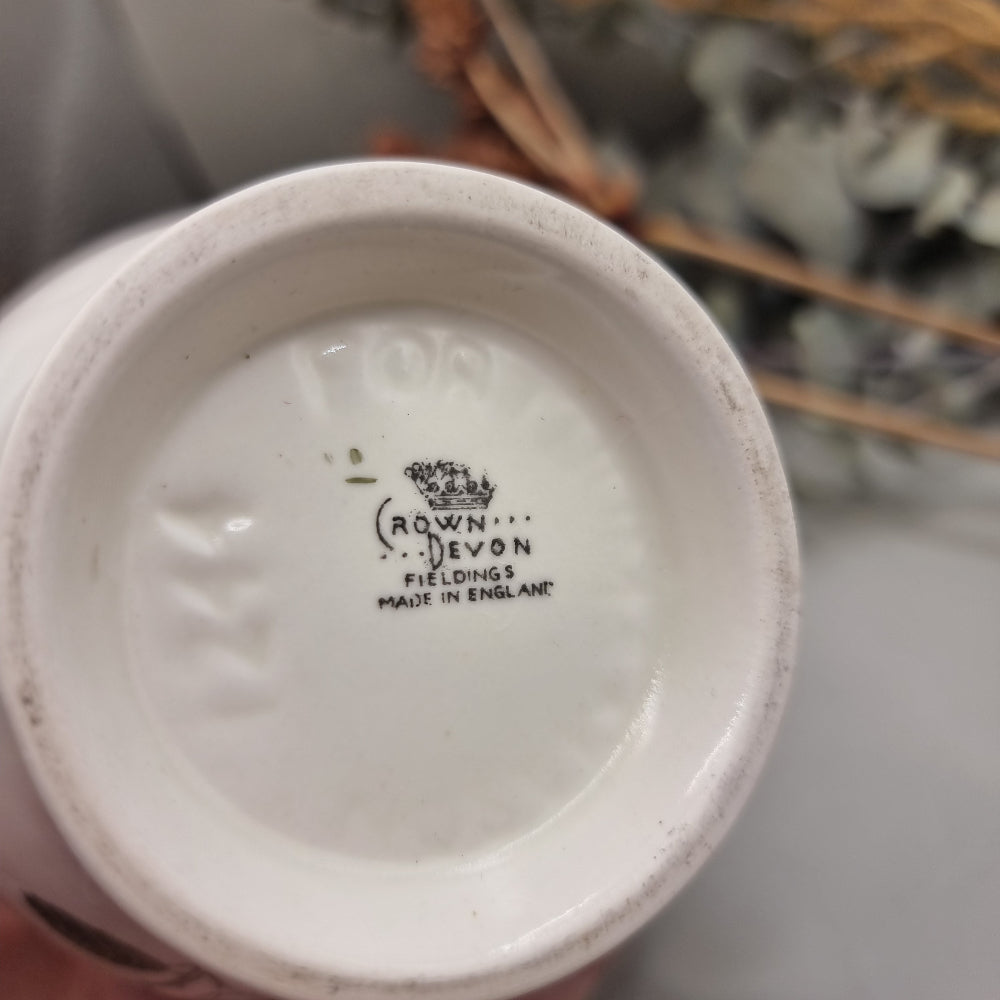 CROWN...
...DEVON
FIELDINGS
MADE IN ENGLAND